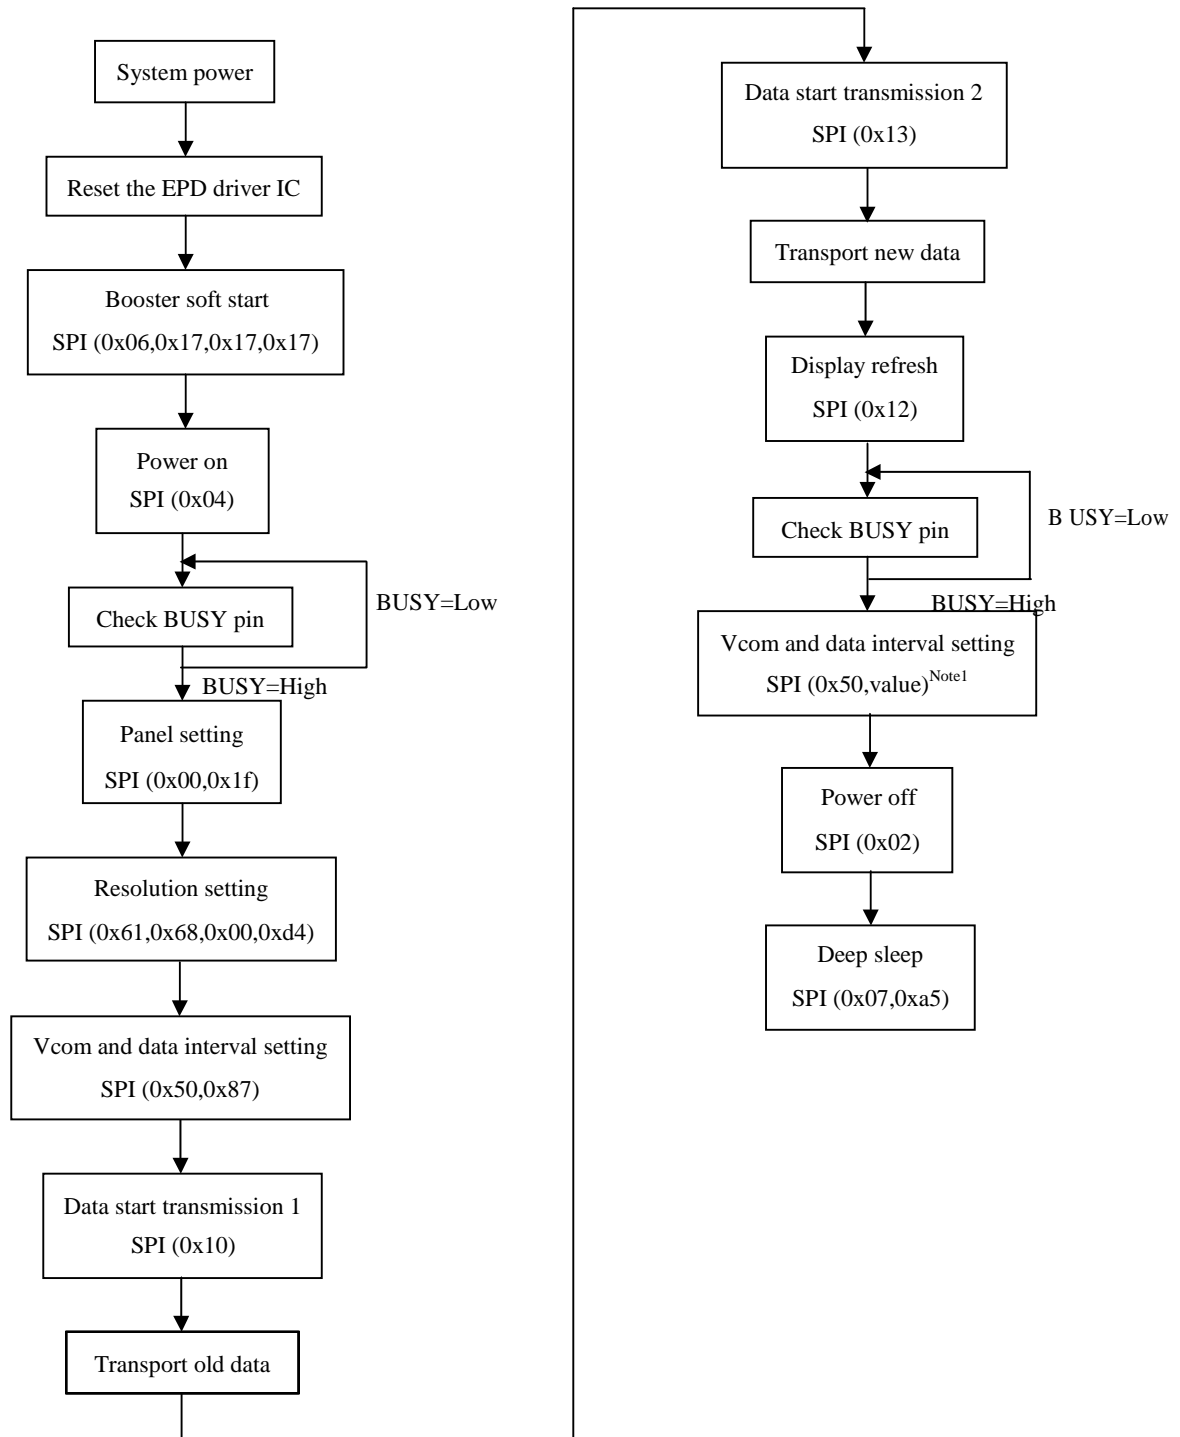 System power
Reset the EPD driver IC
Booster soft start
SPI (0x06,0x17,0x17,0x17)
Power on
SPI (0x04)
Check BUSY pin
BUSY=Low
BUSY=High
Panel setting
SPI (0x00,0x1f)
Resolution setting
SPI (0x61,0x68,0x00,0xd4)
Vcom and data interval setting
SPI (0x50,0x87)
Data start transmission 1
SPI (0x10)
Transport old data
Data start transmission 2
SPI (0x13)
Transport new data
Display refresh
SPI (0x12)
Check BUSY pin
B USY=Low
BUSY=High
Vcom and data interval setting
SPI (0x50,value)Note1
Power off
SPI (0x02)
Deep sleep
SPI (0x07,0xa5)